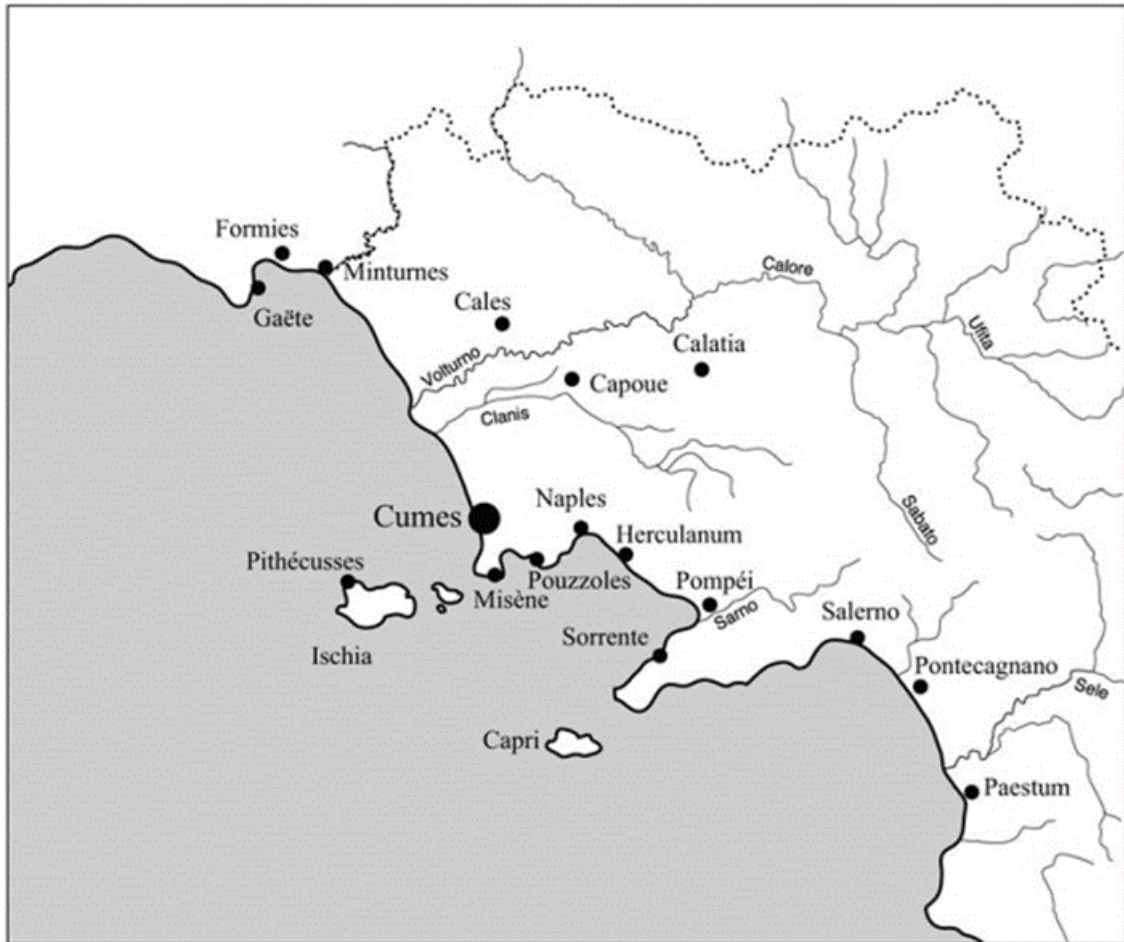 Formies
Minturnes
Gaëte
Calore
Cales
Ufita
Volturno
Calatia
Capoue
Clanis
Naples
Cumes
Sabato
Herculanum
Pithécusses
Pouzzoles
Misène
Pompéi
Sarno
Salerno
Sorrente
Ischia
Pontecagnano
Sele
Capri
Paestum